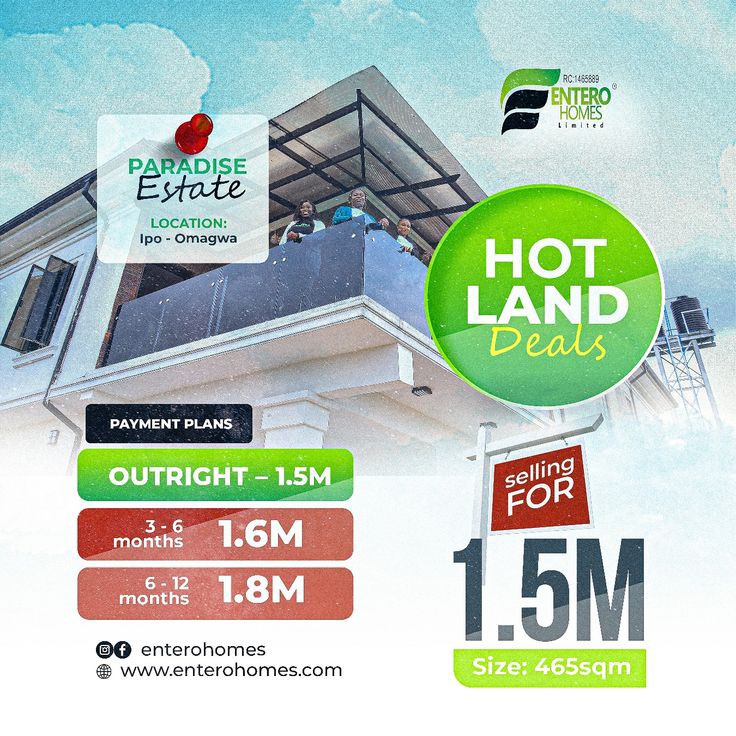 RC:1465889
ENTERO®
HOMES
Limited
PARADISE
Estate
LOCATION:
Ipo - Omagwa
HOT
LAND
Deals
PAYMENT PLANS
OUTRIGHT – 1.5M
3 - 6
months
1.6M
6 - 12
months
1.8M
selling
FOR
1.5M
Size: 465sqm
enterohomes
www.enterohomes.com